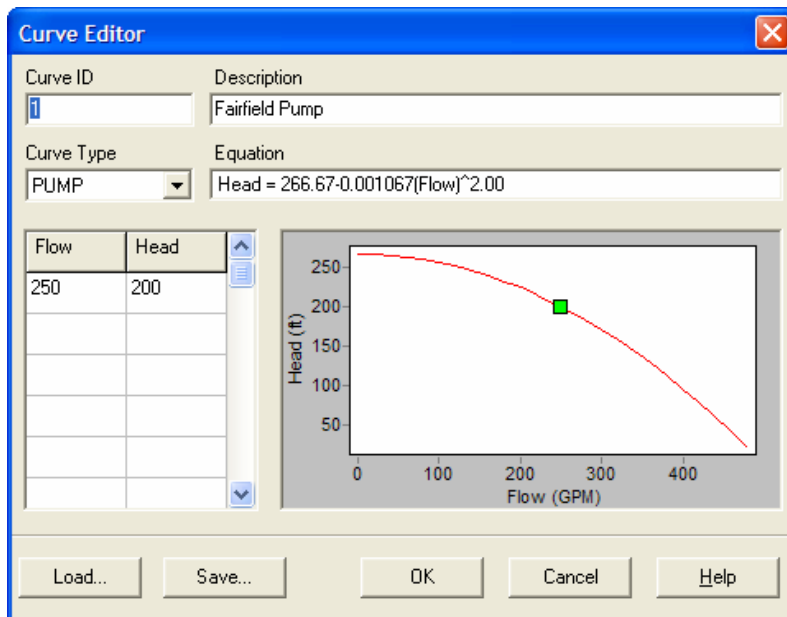 Curve Editor
Curve ID Description
1 Fairfield Pump
Curve Type Equation
PUMP Head = 266.67-0.001067(Flow)^2.00
Flow Head
250 200
250
200
150
100
50
Head (ft)
0 100 200 300 400
Flow (GPM)
Load... Save... OK Cancel Help